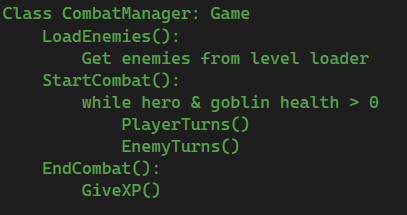 Class CombatManager: Game
    LoadEnemies():
        Get enemies from level loader
    StartCombat():
        while hero & goblin health > 0
            PlayerTurns()
            EnemyTurns()
    EndCombat():
        GiveXP()